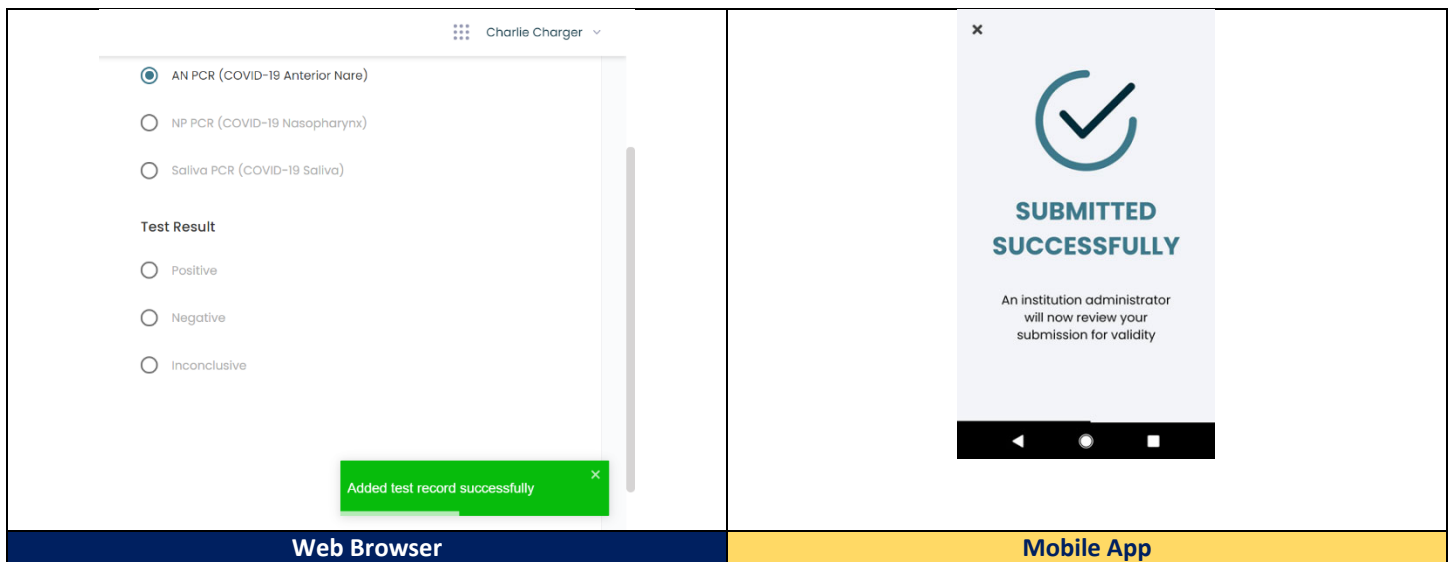 Charlie Charger
AN PCR (COVID-19 Anterior Nare)
NP PCR (COVID-19 Nasopharynx)
Saliva PCR (COVID-19 Saliva)
Test Result
Positive
Negative
Inconclusive
Added test record successfully
Web Browser
SUBMITTED
SUCCESSFULLY
An institution administrator
will now review your
submission for validity
Mobile App